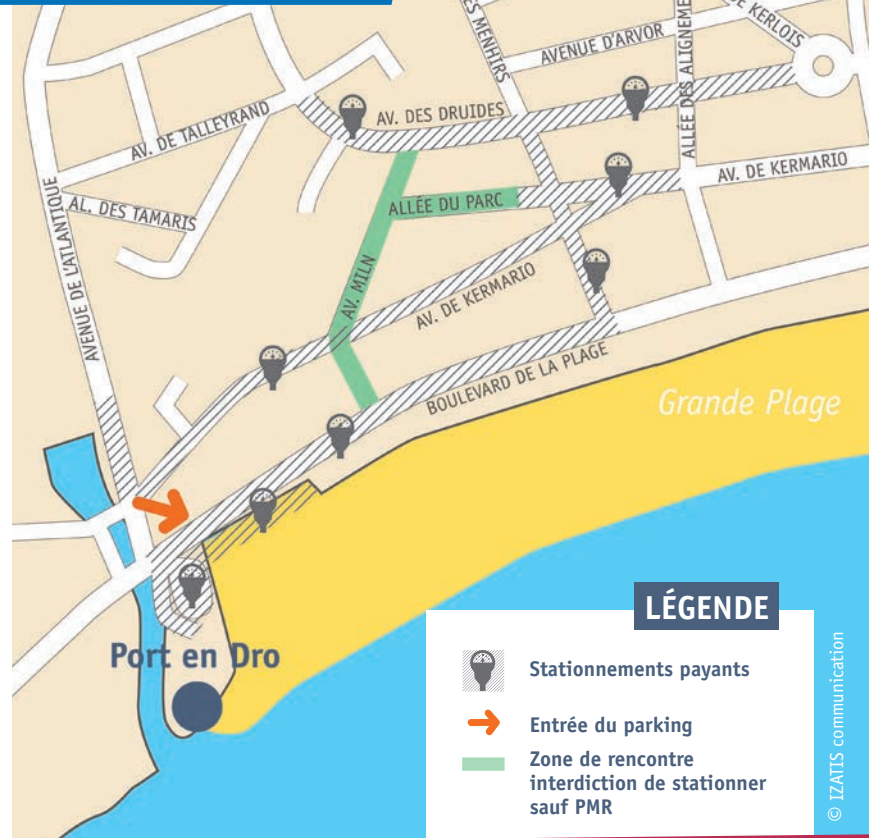 ES MENHIRS
AVENUE D'ARVOR
ALLÉE DES ALIGNEME
DE KERLOIS
AV. DES DRUIDES
AV. DE TALLEYRAND
AL. DES TAMARIS
AVENUE DE L'ATLANTIQUE
ALLÉE DU PARC
AV. DE KERMARIO
AV. MILN
AV. DE KERMARIO
BOULEVARD DE LA PLAGE
Grande Plage
Port en Dro
LÉGENDE
Stationnements payants
Entrée du parking
Zone de rencontre
interdiction de stationner
sauf PMR
© IZATIS communication